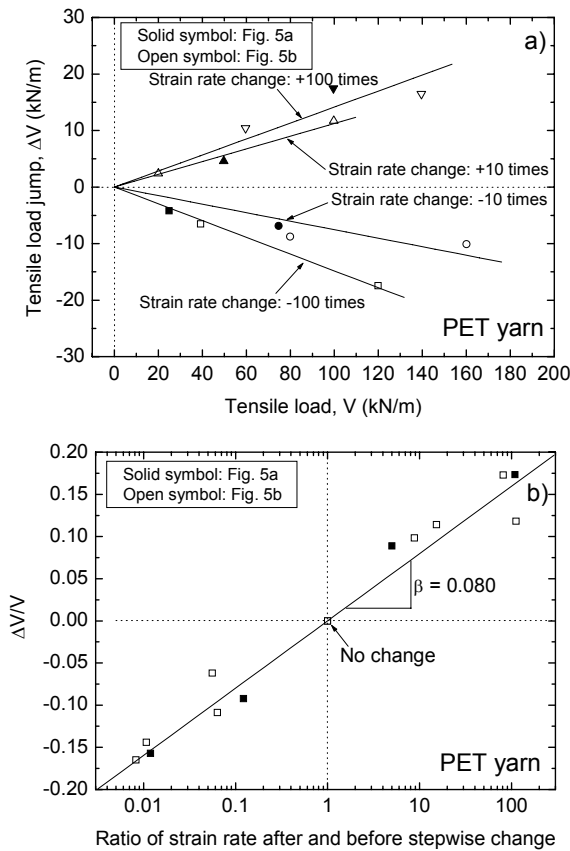 Solid symbol: Fig. 5a
Open symbol: Fig. 5b
a)
Strain rate change: +100 times
Strain rate change: +10 times
Strain rate change: -10 times
Strain rate change: -100 times
PET yarn
30
20
10
0
-10
-20
-30
Tensile load jump, ΔV (kN/m)
0 20 40 60 80 100 120 140 160 180 200
Tensile load, V (kN/m)
Solid symbol: Fig. 5a
Open symbol: Fig. 5b
b)
β = 0.080
No change
PET yarn
0.20
0.15
0.10
0.05
0.00
-0.05
-0.10
-0.15
-0.20
ΔV/V
0.01 0.1 1 10 100
Ratio of strain rate after and before stepwise change